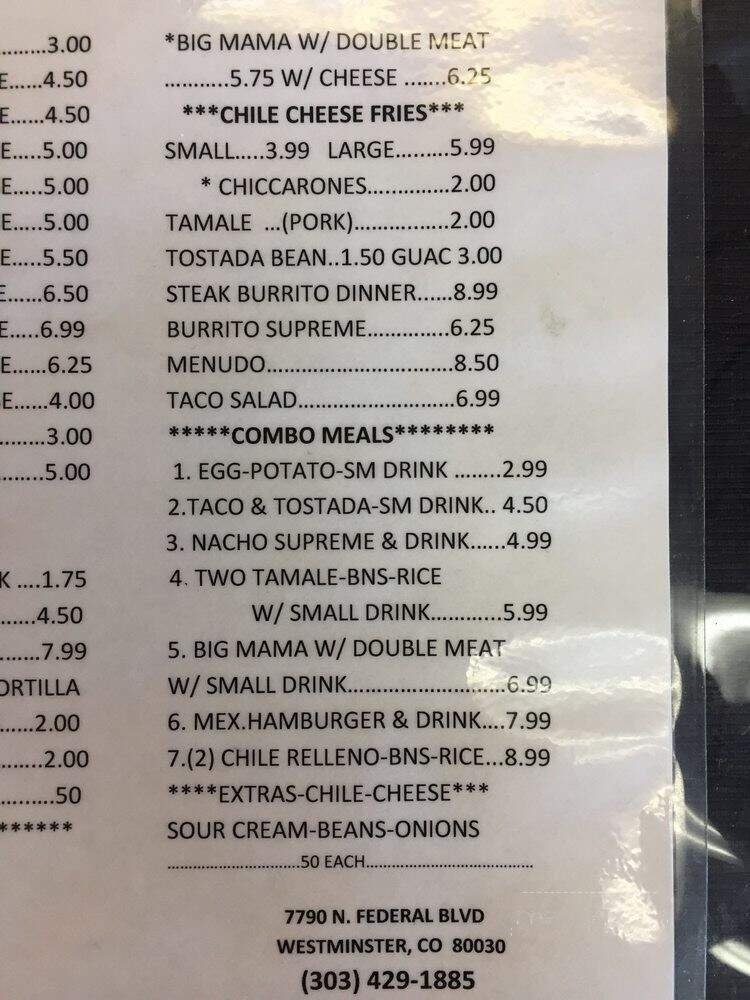 ..........3.00
E......4.50
E......4.50
E.....5.00
E.....5.00
E.....5.00
E.....5.50
E.....6.50
E....6.99
E......6.25
GE......4.00
.........3.00
.........5.00
K ....1.75
......4.50
.......7.99
ORTILLA
......2.00
.......2.00
.........50
*******
*BIG MAMA W/ DOUBLE MEAT
...........5.75 W/ CHEESE .......6.25
***CHILE CHEESE FRIES***
SMALL.....3.99 LARGE.........5.99
* CHICCARONES..............2.00
TAMALE ...(PORK)................2.00
TOSTADA BEAN..1.50 GUAC 3.00
STEAK BURRITO DINNER......8.99
BURRITO SUPREME..............6.25
MENUDO................................8.50
TACO SALAD...........................6.99
*****COMBO MEALS********
1. EGG-POTATO-SM DRINK ........2.99
2.TACO & TOSTADA-SM DRINK.. 4.50
3. NACHO SUPREME & DRINK......4.99
4. TWO TAMALE-BNS-RICE
W/ SMALL DRINK............5.99
5. BIG MAMA W/ DOUBLE MEAT
W/ SMALL DRINK...........................6.99
6. MEX.HAMBURGER & DRINK....7.99
7.(2) CHILE RELLENO-BNS-RICE...8.99
****EXTRAS-CHILE-CHEESE***
SOUR CREAM-BEANS-ONIONS
...............................50 EACH.......................................
7790 N. FEDERAL BLVD
WESTMINSTER, CO 80030
(303) 429-1885